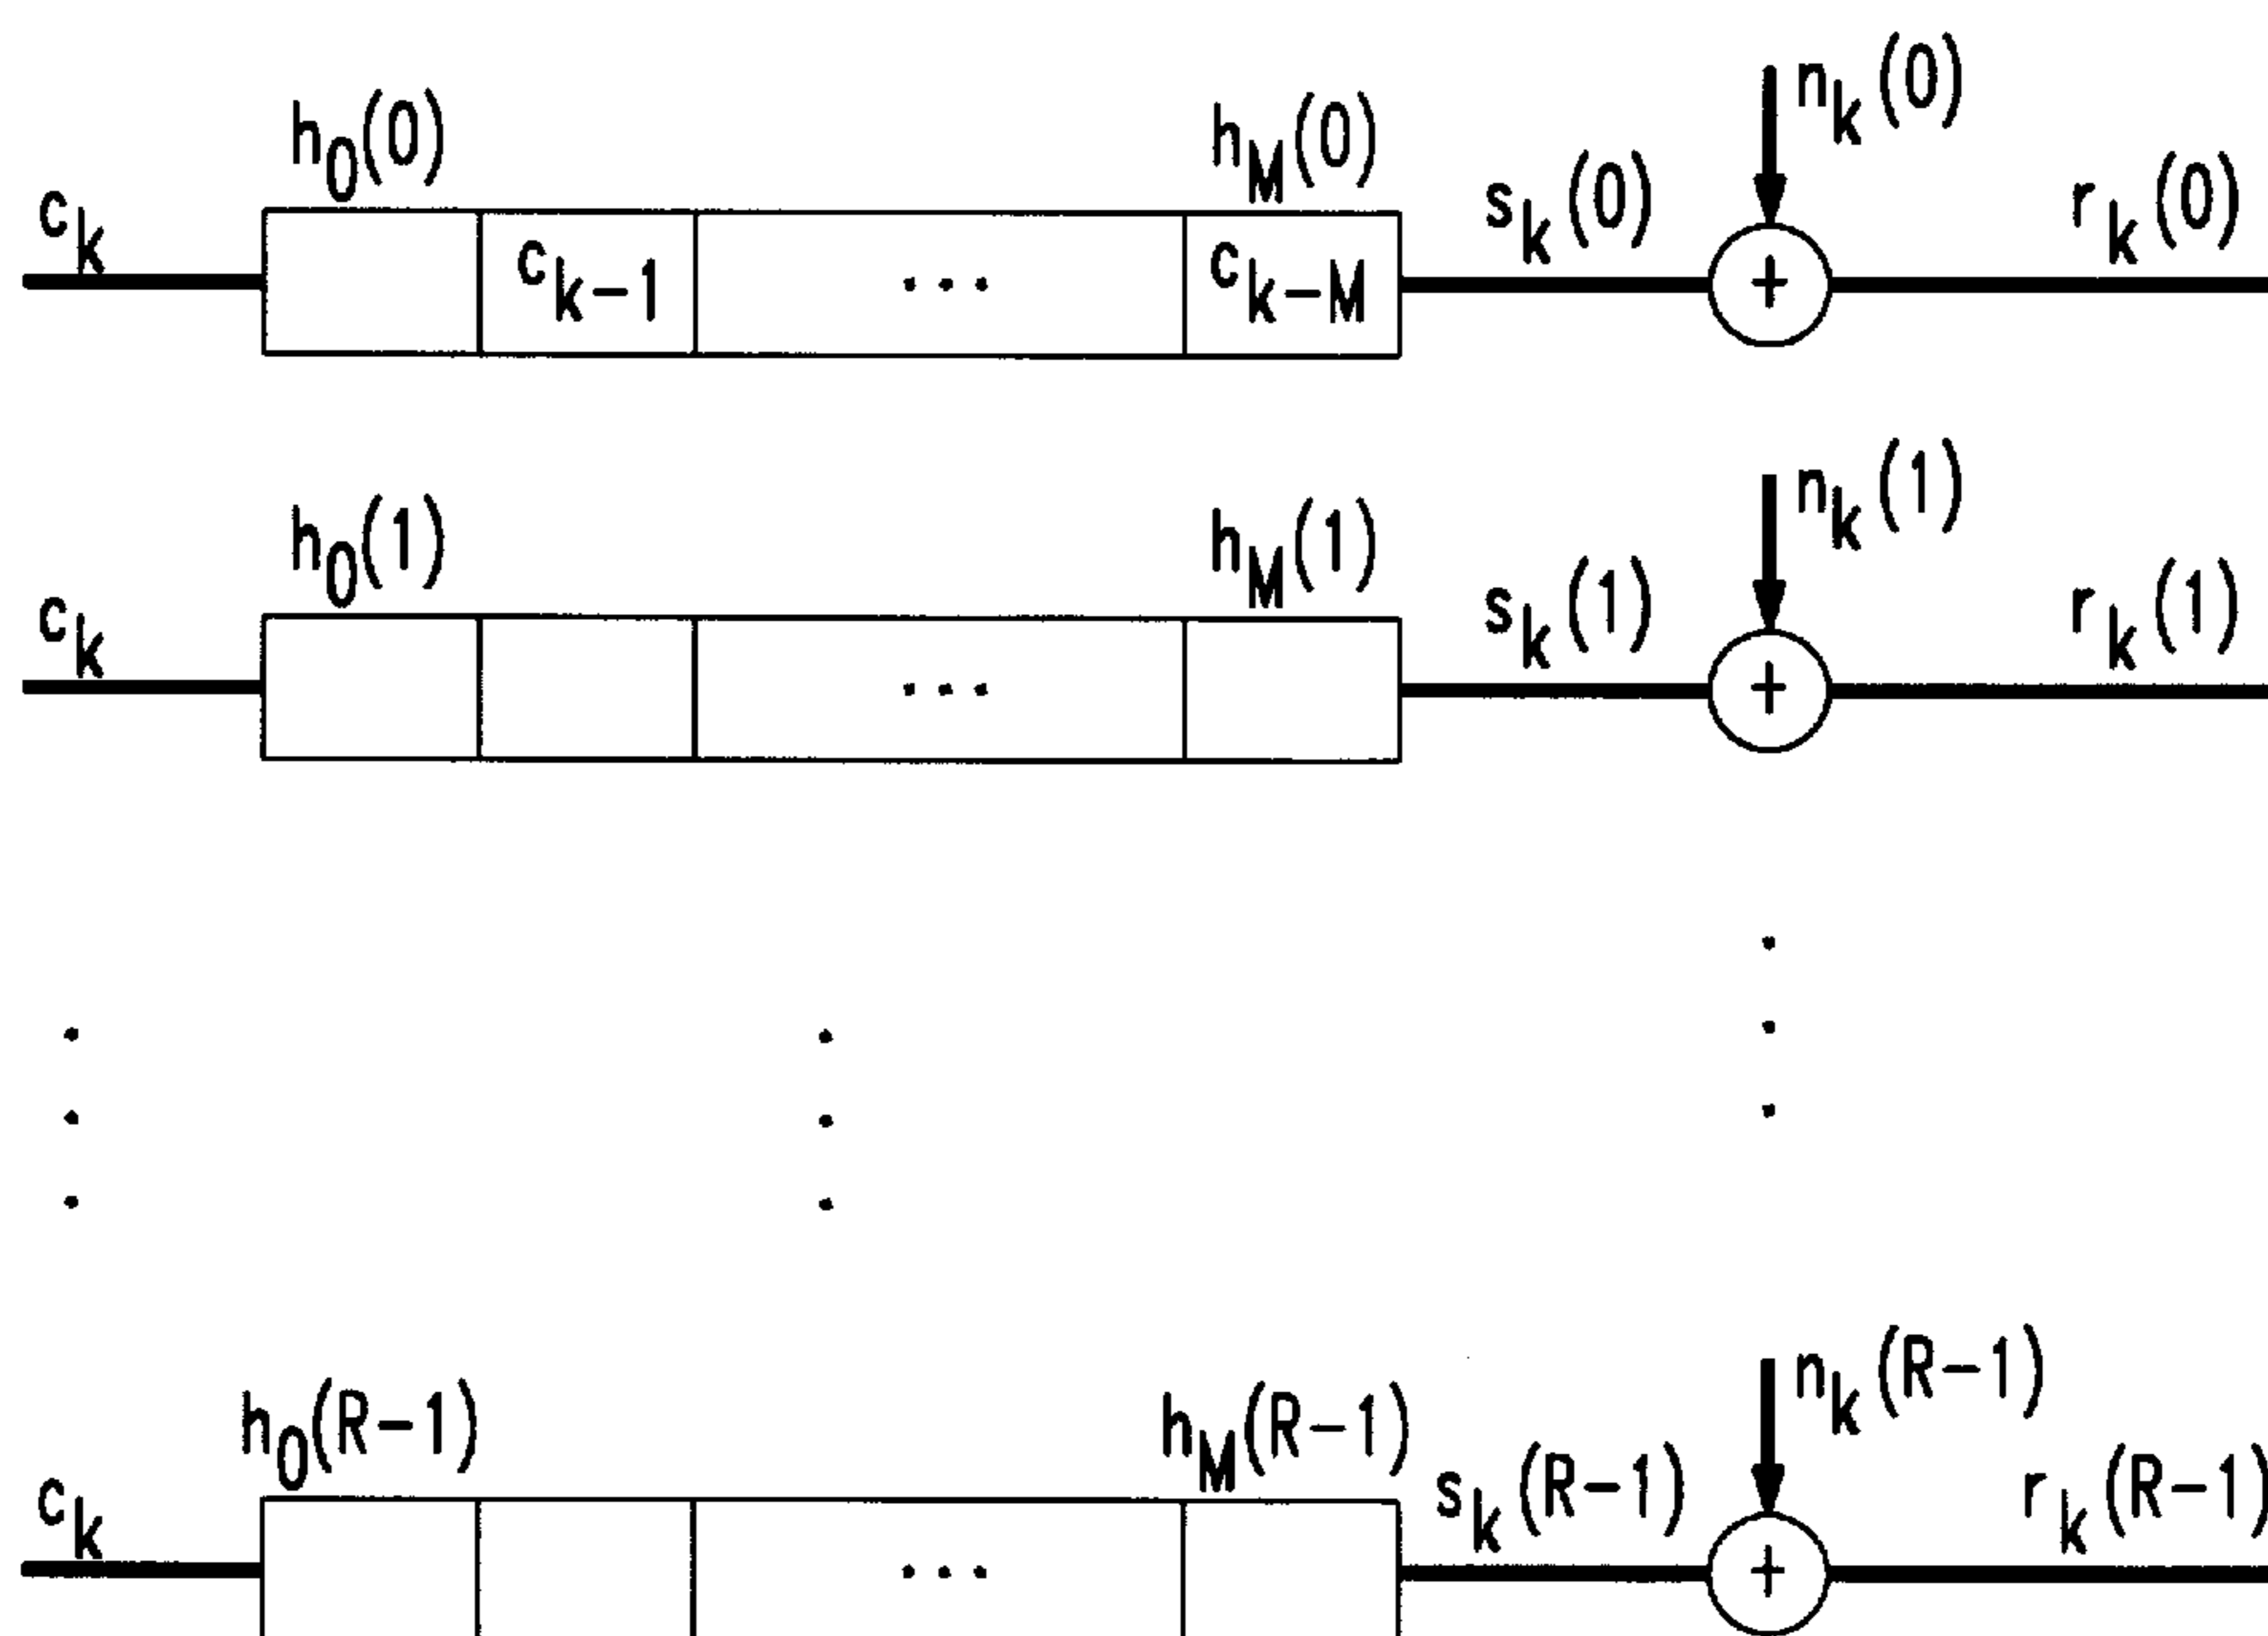 h_0(0) h_M(0) n_k(0)
c_k s_k(0) r_k(0)
c_{k-1} ... c_{k-M} +
h_0(1) h_M(1) n_k(1)
c_k s_k(1) r_k(1)
... +
h_0(R-1) h_M(R-1) n_k(R-1)
c_k s_k(R-1) r_k(R-1)
... +